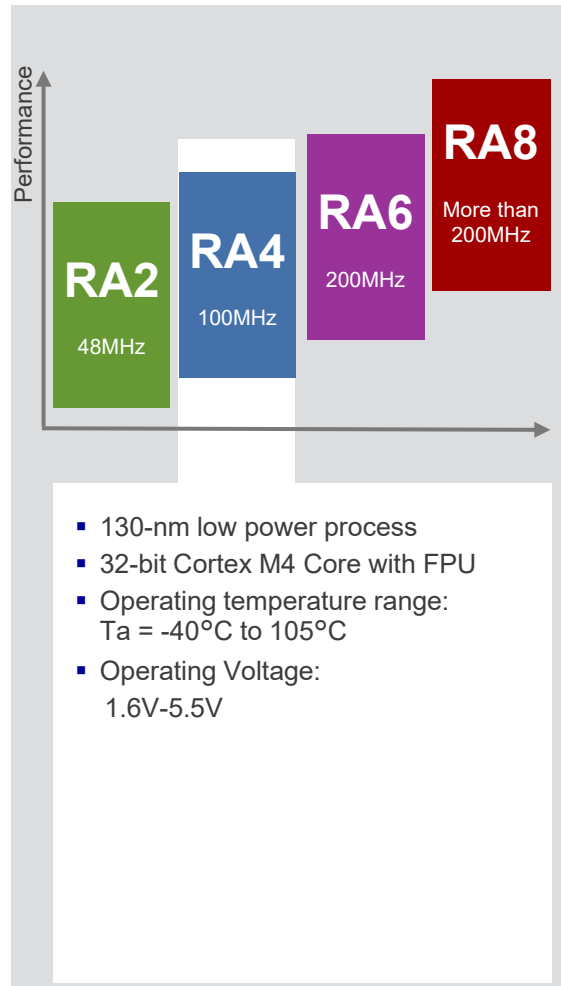 Performance
RA2
48MHz
RA4
100MHz
RA6
200MHz
RA8
More than
200MHz
▪ 130-nm low power process
▪ 32-bit Cortex M4 Core with FPU
▪ Operating temperature range:
Ta = -40°C to 105°C
▪ Operating Voltage:
1.6V-5.5V